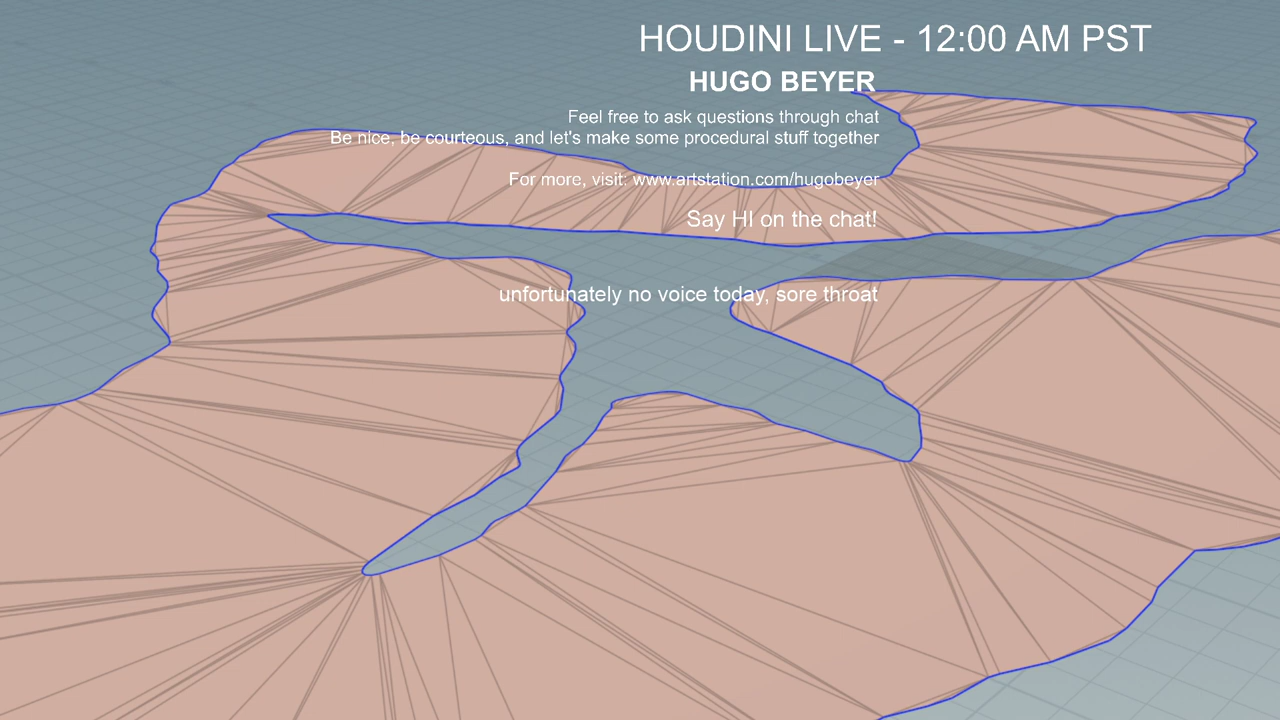 HOUDINI LIVE - 12:00 AM PST
HUGO BEYER
Feel free to ask questions through chat
Be nice, be courteous, and let's make some procedural stuff together
For more, visit: www.artstation.com/hugobeyer
Say HI on the chat!
unfortunately no voice today, sore throat